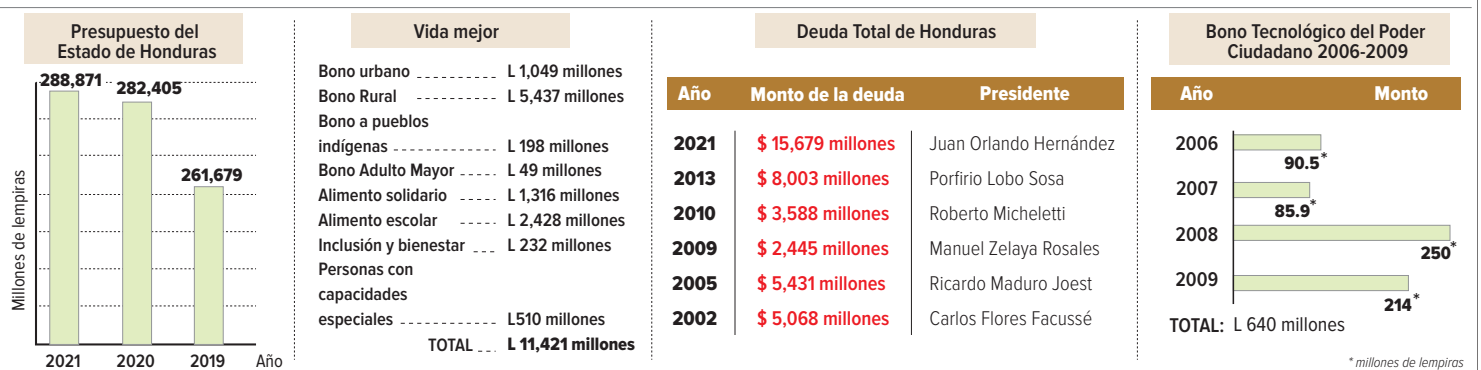 Presupuesto del
Estado de Honduras
Millones de lempiras
288,871
282,405
261,679
2021 2020 2019 Año
Vida mejor
Bono urbano L 1,049 millones
Bono Rural L 5,437 millones
Bono a pueblos
indígenas L 198 millones
Bono Adulto Mayor L 49 millones
Alimento solidario L 1,316 millones
Alimento escolar L 2,428 millones
Inclusión y bienestar L 232 millones
Personas con
capacidades
especiales L510 millones
TOTAL L 11,421 millones
Deuda Total de Honduras
Año Monto de la deuda Presidente
2021 $ 15,679 millones Juan Orlando Hernández
2013 $ 8,003 millones Porfirio Lobo Sosa
2010 $ 3,588 millones Roberto Micheletti
2009 $ 2,445 millones Manuel Zelaya Rosales
2005 $ 5,431 millones Ricardo Maduro Joest
2002 $ 5,068 millones Carlos Flores Facussé
Bono Tecnológico del Poder
Ciudadano 2006-2009
Año Monto
2006
90.5*
2007
85.9*
2008
250*
2009
214*
TOTAL: L 640 millones
* millones de lempiras